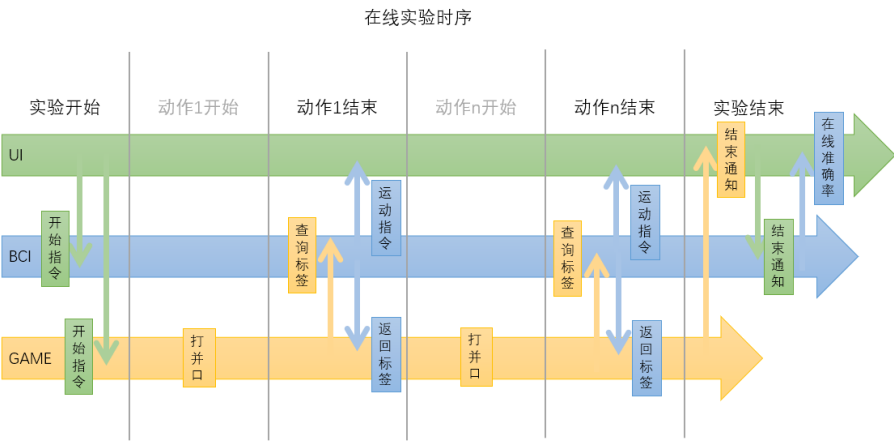 在线实验时序
实验开始
动作1开始
动作1结束
动作n开始
动作n结束
实验结束
UI
结束通知
在线准确率
BCI
开始指令
查询标签
运动指令
查询标签
运动指令
结束通知
GAME
开始指令
打并口
返回标签
打并口
返回标签